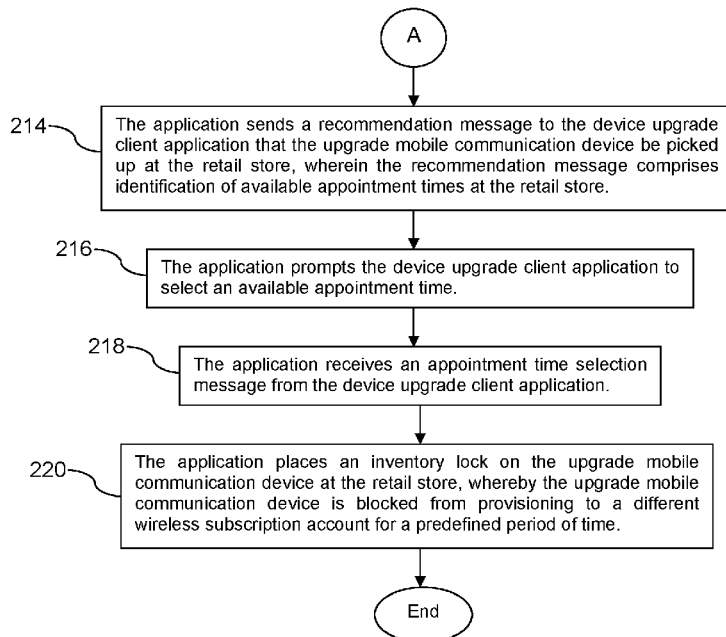 A
214
The application sends a recommendation message to the device upgrade
client application that the upgrade mobile communication device be picked
up at the retail store, wherein the recommendation message comprises
identification of available appointment times at the retail store.
216
The application prompts the device upgrade client application to
select an available appointment time.
218
The application receives an appointment time selection
message from the device upgrade client application.
220
The application places an inventory lock on the upgrade mobile
communication device at the retail store, whereby the upgrade mobile
communication device is blocked from provisioning to a different
wireless subscription account for a predefined period of time.
End